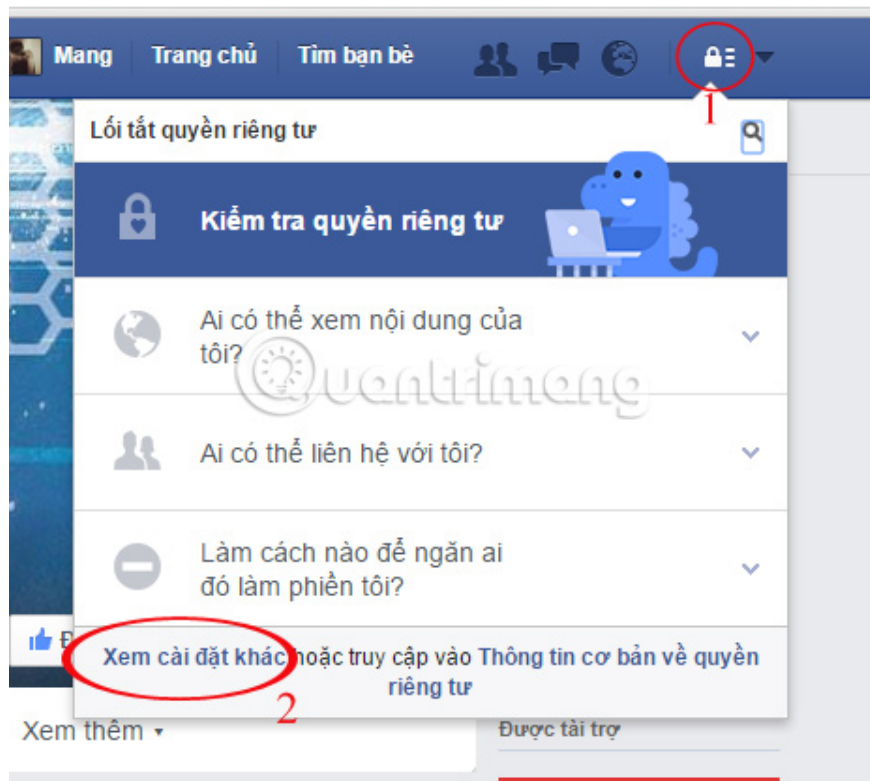 Mang Trang chủ Tìm bạn bè
1
Lối tắt quyền riêng tư
Kiểm tra quyền riêng tư
Ai có thể xem nội dung của
tôi?
Quantrimang
Ai có thể liên hệ với tôi?
Làm cách nào để ngăn ai
đó làm phiền tôi?
Xem cài đặt khác hoặc truy cập vào Thông tin cơ bản về quyền
riêng tư
2
Xem thêm
Được tài trợ